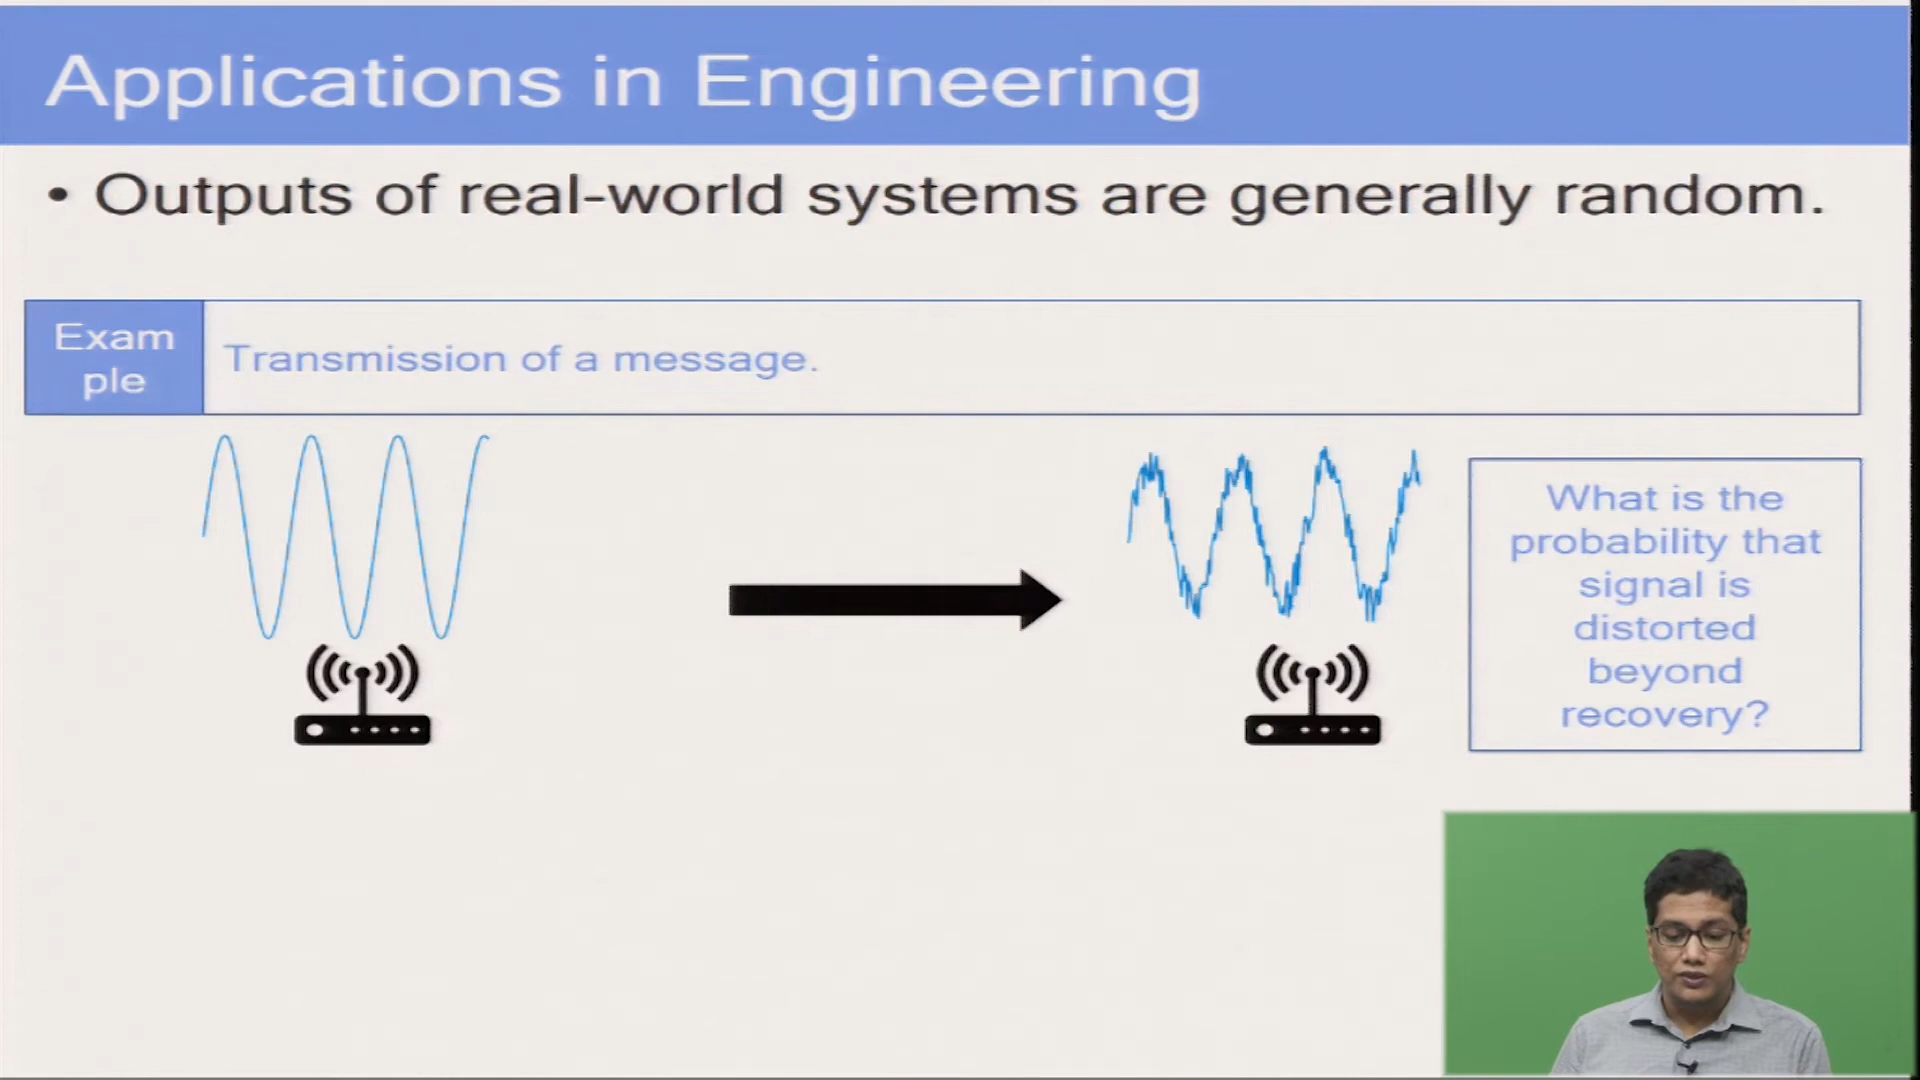 Applications in Engineering
• Outputs of real-world systems are generally random.
Exam
ple
Transmission of a message.
What is the
probability that
signal is
distorted
beyond
recovery?